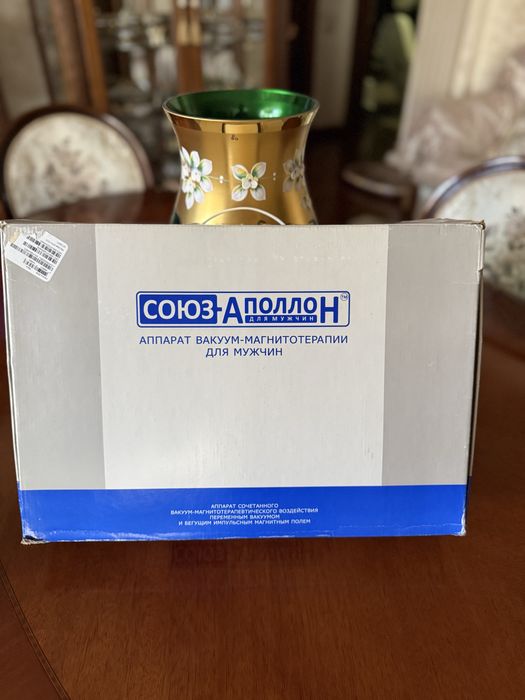 СОЮЗ-АПОЛЛОН™
ДЛЯ МУЖЧИН
АППАРАТ ВАКУУМ-МАГНИТОТЕРАПИИ
ДЛЯ МУЖЧИН
АППАРАТ СОЧЕТАННОГО
ВАКУУМ-МАГНИТОТЕРАПЕВТИЧЕСКОГО ВОЗДЕЙСТВИЯ
ПЕРЕМЕННЫМ ВАКУУМОМ
И БЕГУЩИМ ИМПУЛЬСНЫМ МАГНИТНЫМ ПОЛЕМ